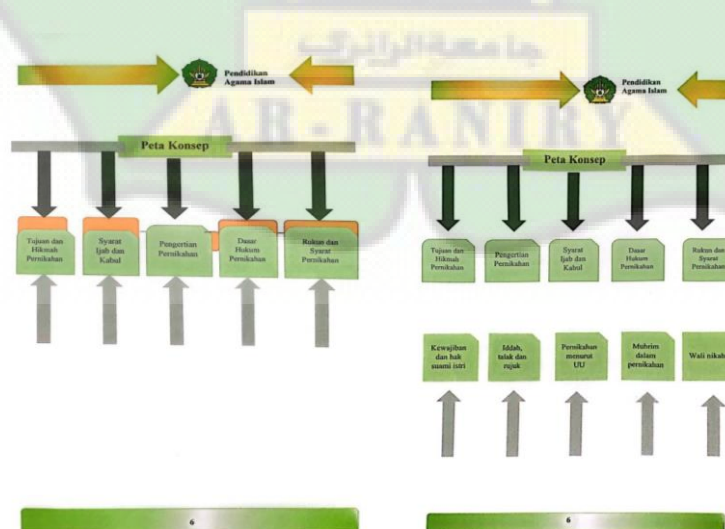 جامعة الرانري
AR-RANIRY
Pendidikan
Agama Islam
Peta Konsep
Tujuan dan
Hikmah
Pernikahan
Syarat
Ijab dan
Kabul
Pengertian
Pernikahan
Dasar
Hukum
Pernikahan
Rukun dan
Syarat
Pernikahan
6
Pendidikan
Agama Islam
Peta Konsep
Tujuan dan
Hikmah
Pernikahan
Pengertian
Pernikahan
Syarat
Ijab dan
Kabul
Dasar
Hukum
Pernikahan
Rukun dan
Syarat
Pernikahan
Kewajiban
dan hak
suami istri
Iddah,
talak dan
rujuk
Pernikahan
menurut
UU
Muhrim
dalam
pernikahan
Wali nikah
6